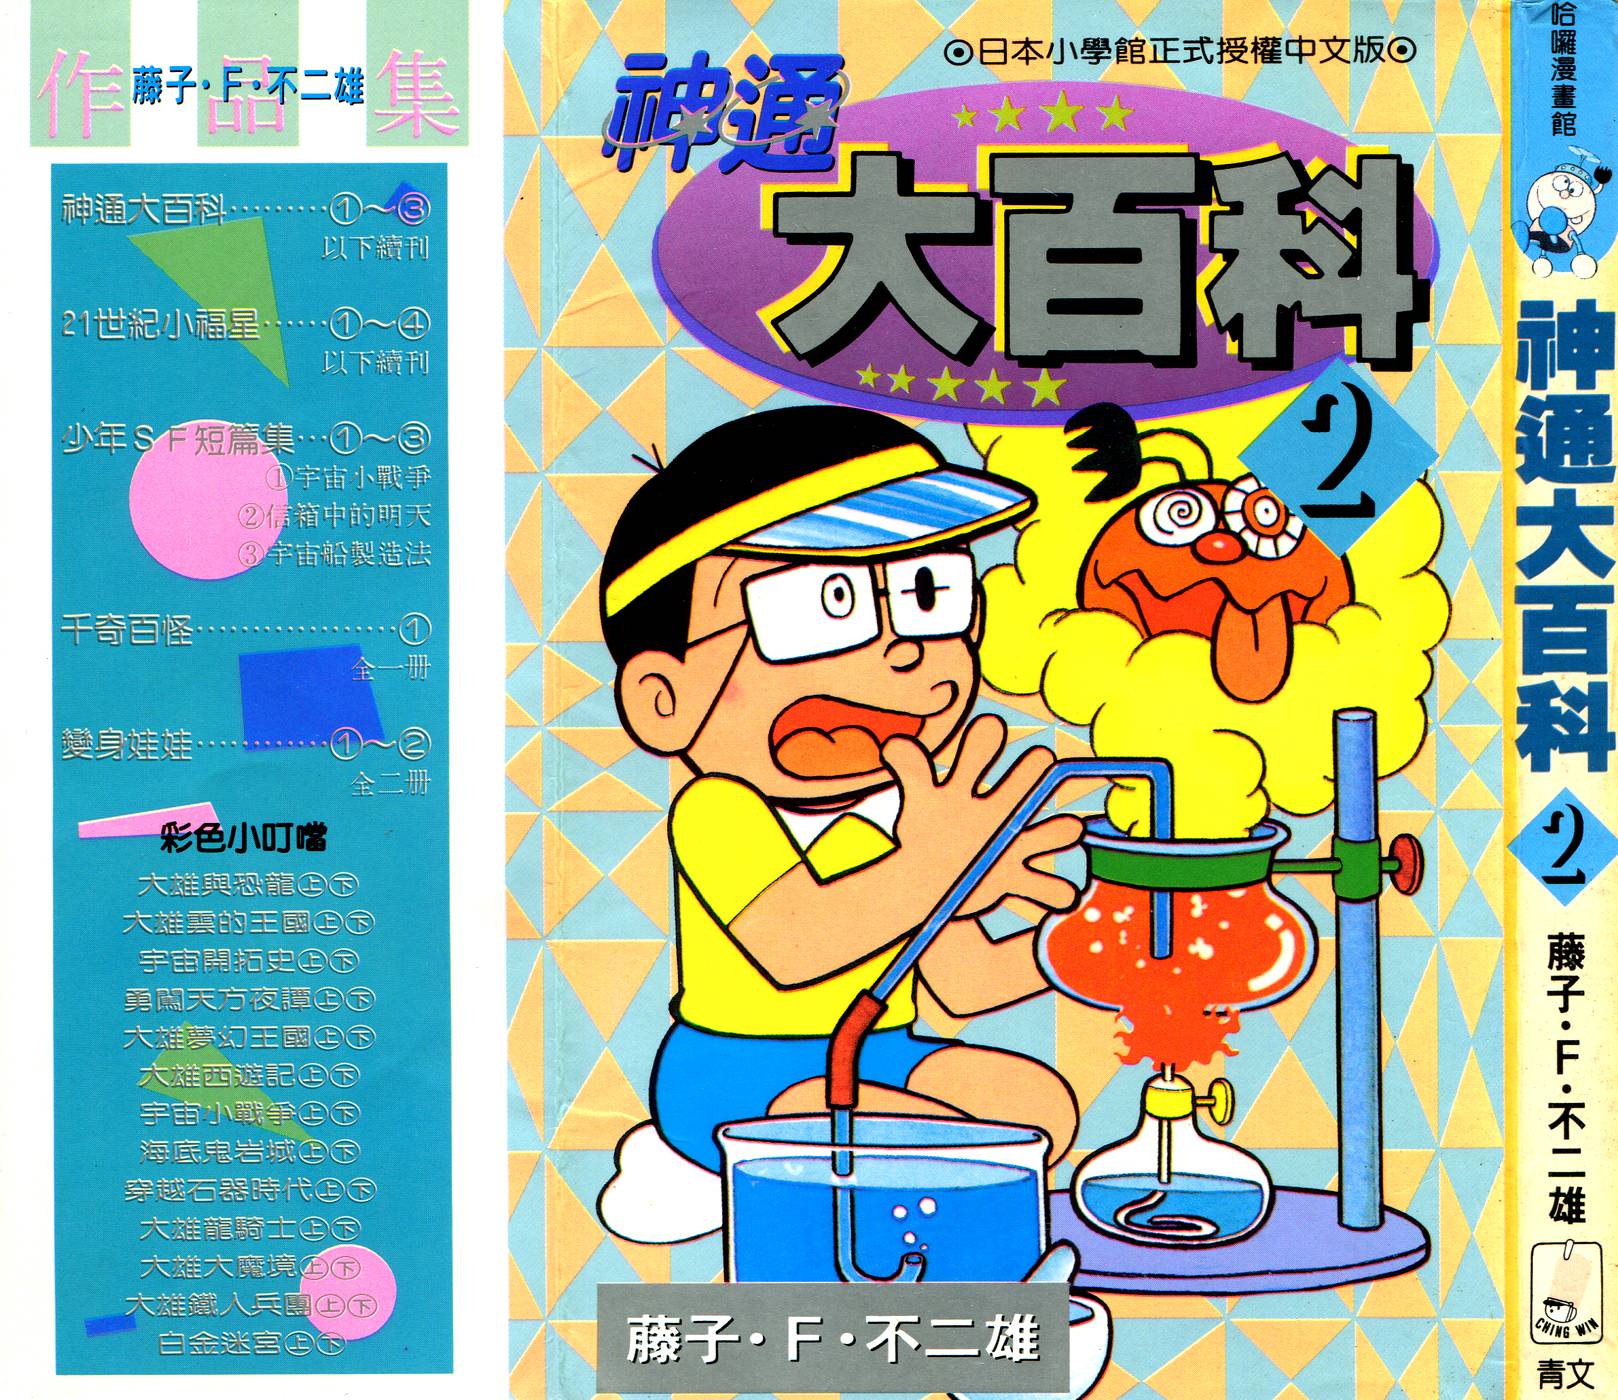 藤子・F・不二雄
作品集
神通大百科………①～③
以下續刊
21世紀小福星……①～④
以下續刊
少年SF短篇集…①～③
①宇宙小戰爭
②信箱中的明天
③宇宙船製造法
千奇百怪………………①
全一册
變身娃娃…………①～②
全二册
彩色小叮噹
大雄與恐龍上下
大雄雲的王國上下
宇宙開拓史上下
勇闖天方夜譚上下
大雄夢幻王國上下
大雄西遊記上下
宇宙小戰爭上下
海底鬼岩城上下
穿越石器時代上下
大雄龍騎士上下
大雄大魔境上下
大雄鐵人兵團上下
白金迷宮上下
⊙日本小學館正式授權中文版⊙
神通
大百科
2
藤子・F・不二雄
哈囉漫畫館
神通大百科
2
藤子・F・不二雄
CHING WIN
青文